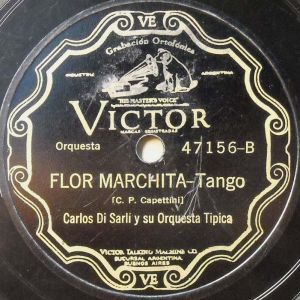 VE
Grabación Ortofónica
INDUSTRIA ARGENTINA
"HIS MASTER'S VOICE"
VICTOR
MARCAS REGISTRADAS
Orquesta 47156-B
FLOR MARCHITA-Tango
(C. P. Capettini)
Carlos Di Sarli y su Orquesta Tipica
VICTOR TALKING MACHINE CO.
SUCURSAL ARGENTINA
BUENOS AIRES
VE